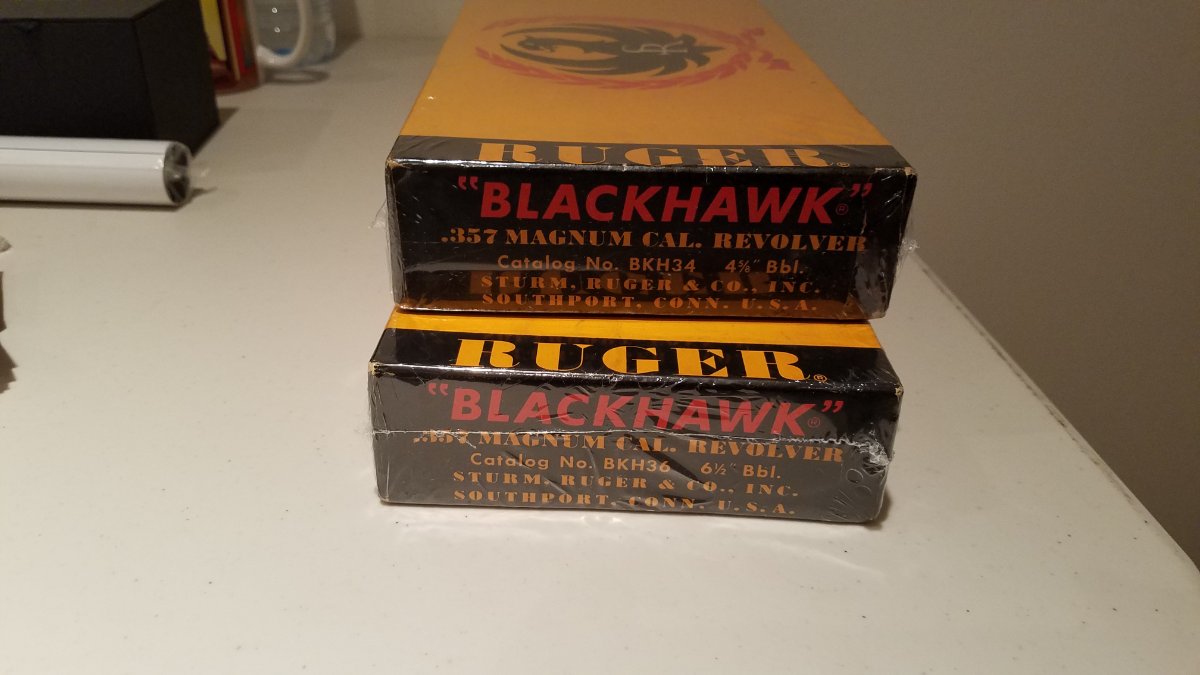 RUGER®
"BLACKHAWK"®
.357 MAGNUM CAL. REVOLVER
Catalog No. BKH34 4⅝" Bbl.
STURM, RUGER & CO., INC.
SOUTHPORT, CONN. U.S.A.
RUGER®
"BLACKHAWK"®
.357 MAGNUM CAL. REVOLVER
Catalog No. BKH36 6½" Bbl.
STURM, RUGER & CO., INC.
SOUTHPORT, CONN. U.S.A.